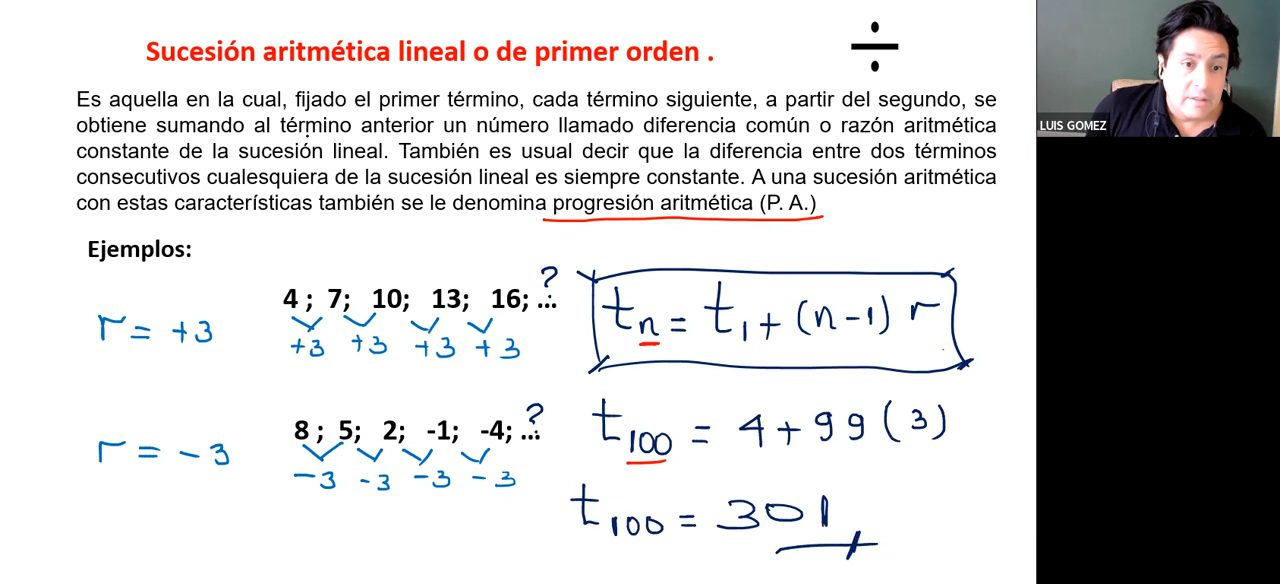 Sucesión aritmética lineal o de primer orden .
÷
LUIS GOMEZ
Es aquella en la cual, fijado el primer término, cada término siguiente, a partir del segundo, se
obtiene sumando al término anterior un número llamado diferencia común o razón aritmética
constante de la sucesión lineal. También es usual decir que la diferencia entre dos términos
consecutivos cualesquiera de la sucesión lineal es siempre constante. A una sucesión aritmética
con estas características también se le denomina progresión aritmética (P. A.)
Ejemplos:
4 ; 7; 10; 13; 16; ...?
r = +3
+3 +3 +3 +3
tn = t1 + (n-1) r
8 ; 5; 2; -1; -4; ...?
r = -3
-3 -3 -3 -3
t100 = 4 + 99 (3)
t100 = 301